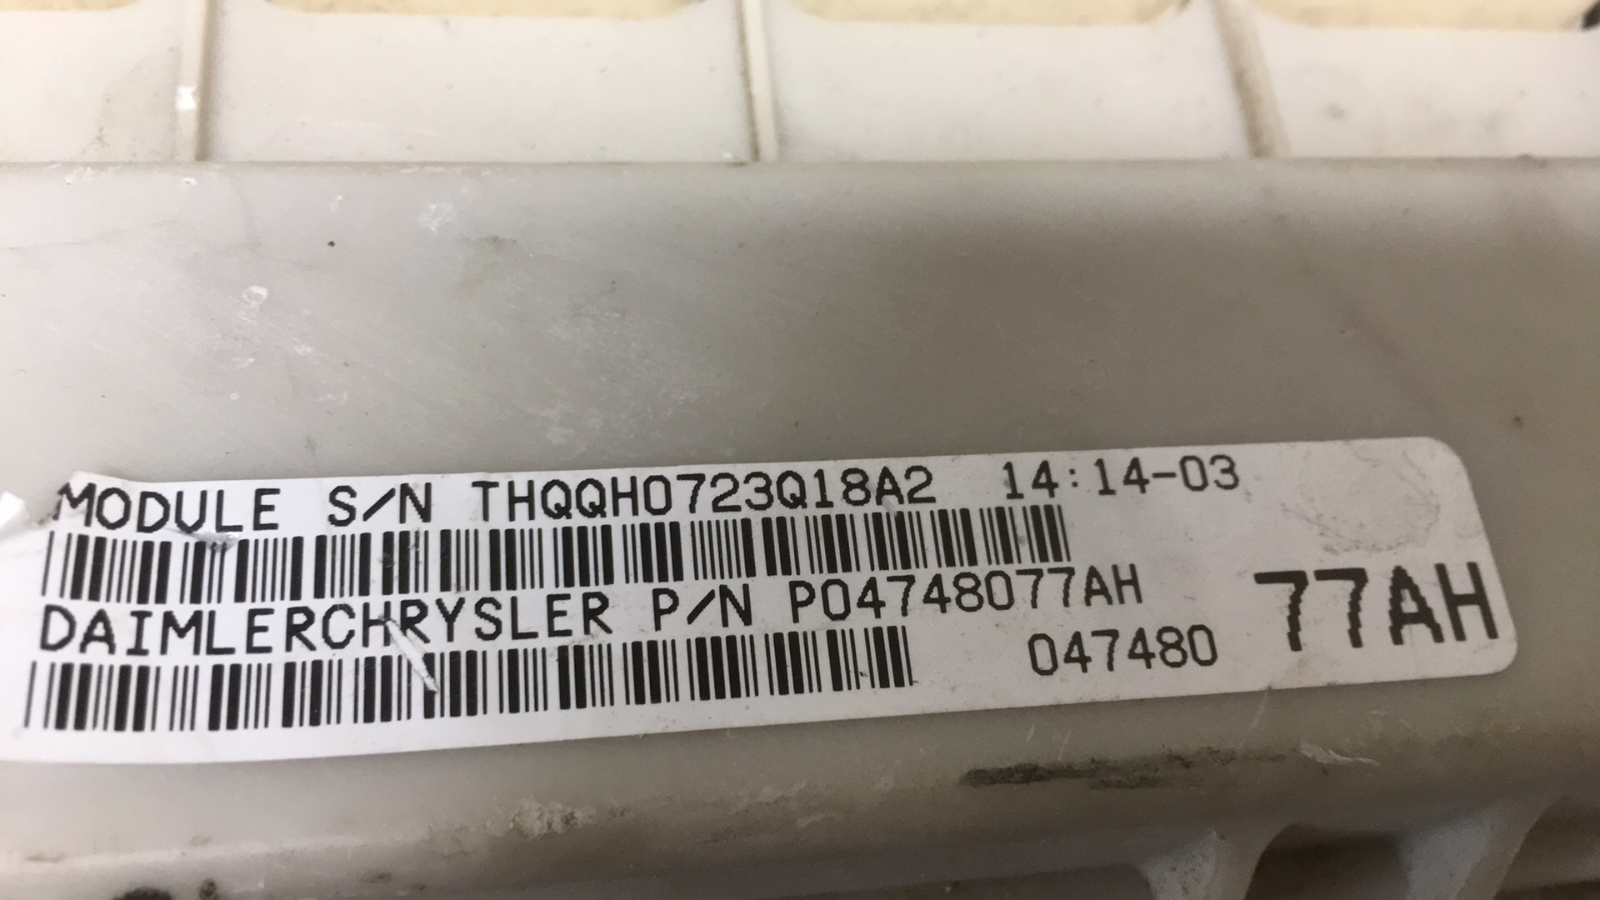 MODULE S/N THQQH0723Q18A2 14:14-03
DAIMLERCHRYSLER P/N P04748077AH
047480 77AH